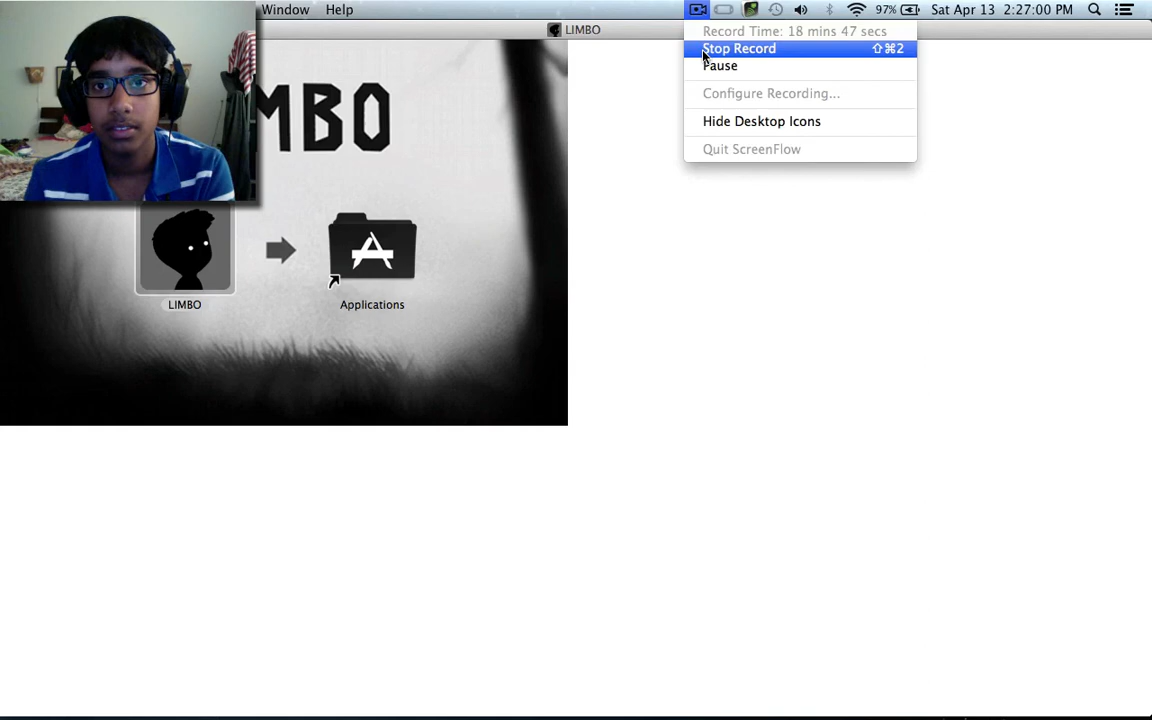 Window Help 97% Sat Apr 13 2:27:00 PM
LIMBO
Record Time: 18 mins 47 secs
Stop Record ⇧⌘2
Pause
Configure Recording...
Hide Desktop Icons
Quit ScreenFlow
MBO
LIMBO
Applications